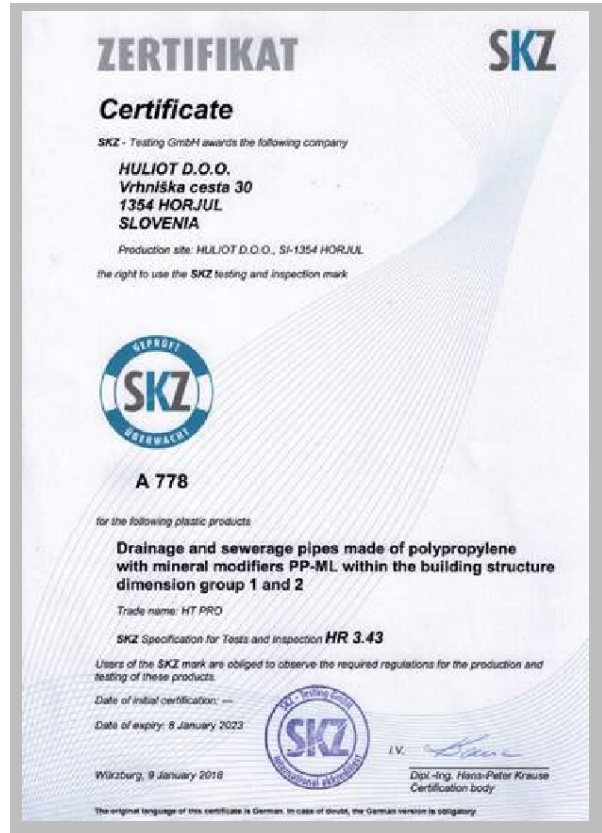 ZERTIFIKAT
SKZ
Certificate
SKZ - Testing GmbH awards the following company
HULIOT D.O.O.
Vrhniška cesta 30
1354 HORJUL
SLOVENIA
Production site: HULIOT D.O.O., SI-1354 HORJUL
the right to use the SKZ testing and inspection mark
GEPRÜFT
SKZ
ÜBERWACHT
A 778
for the following plastic products
Drainage and sewerage pipes made of polypropylene
with mineral modifiers PP-ML within the building structure
dimension group 1 and 2
Trade name: HT PRO
SKZ Specification for Tests and Inspection HR 3.43
Users of the SKZ mark are obliged to observe the required regulations for the production and
testing of these products.
Date of initial certification: —
Date of expiry: 8 January 2023
SKZ - Testing GmbH
SKZ
international akkreditiert
i.V.
Würzburg, 9 January 2018
Dipl.-Ing. Hans-Peter Krause
Certification body
The original language of this certificate is German. In case of doubt, the German version is obligatory.